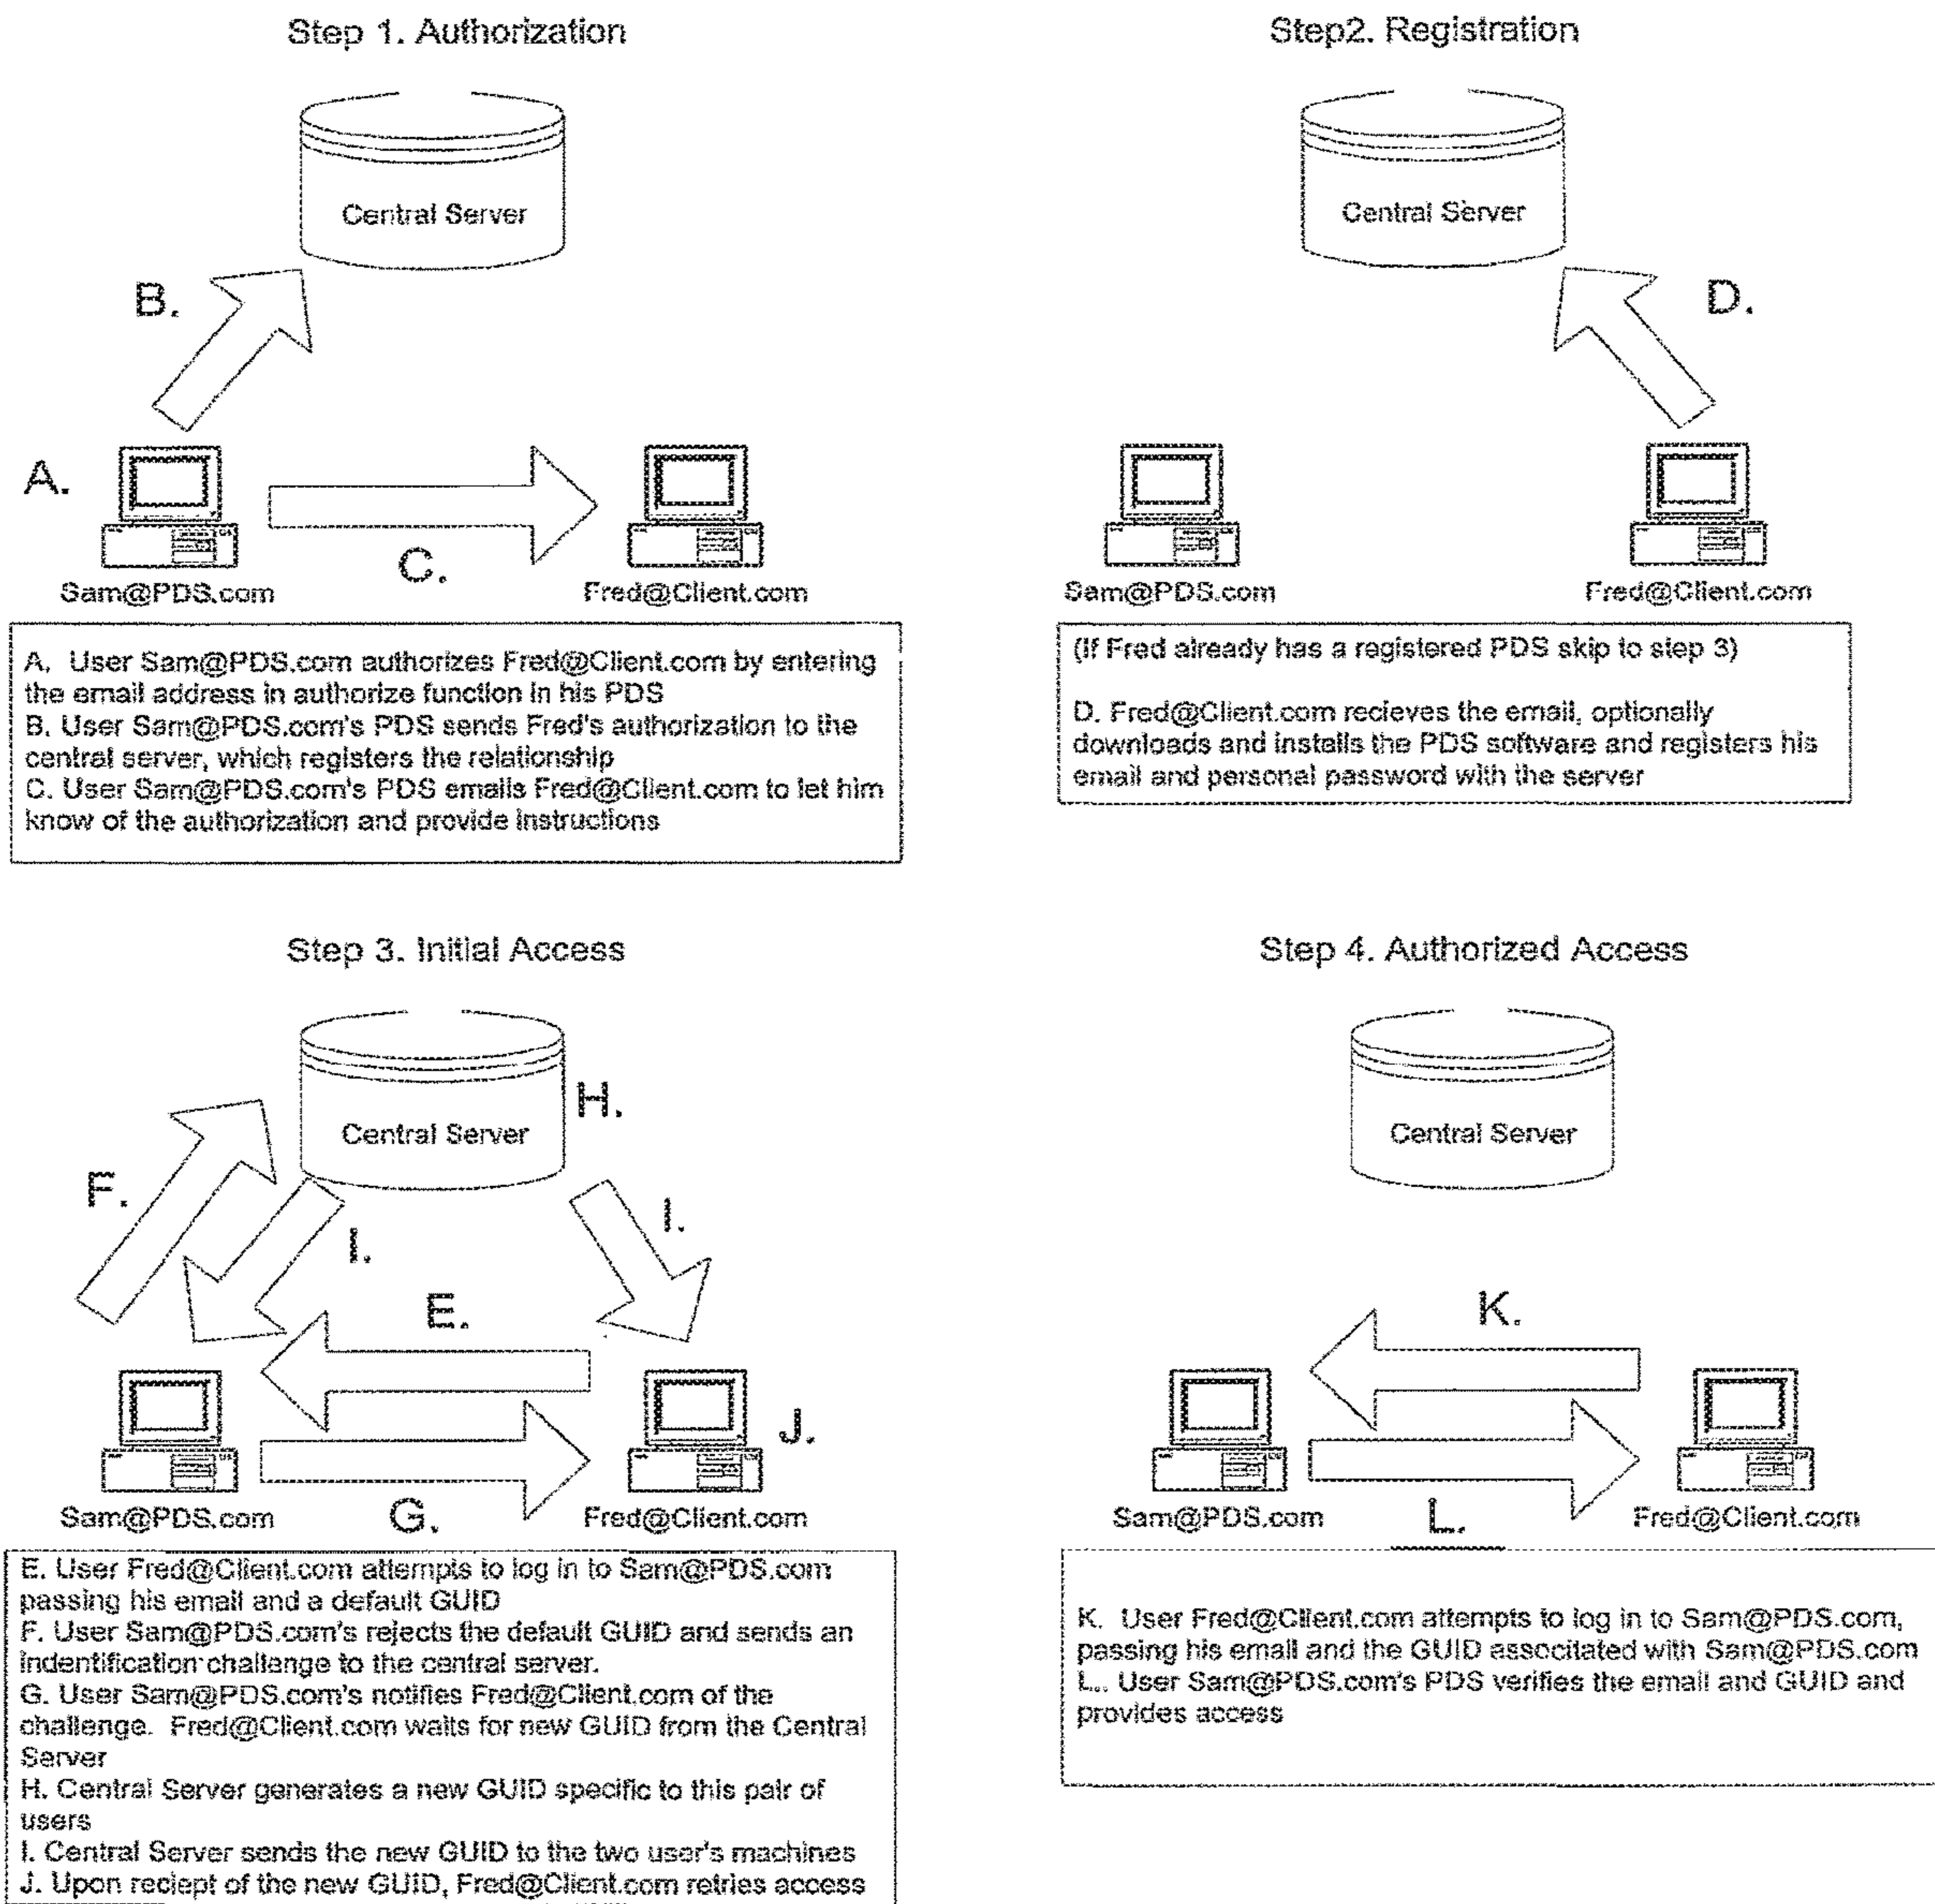 Step 1. Authorization
Central Server
B.
A.
C.
Sam@PDS.com
Fred@Client.com
A. User Sam@PDS.com authorizes Fred@Client.com by entering
the email address in authorize function in his PDS
B. User Sam@PDS.com's PDS sends Fred's authorization to the
central server, which registers the relationship
C. User Sam@PDS.com's PDS emails Fred@Client.com to let him
know of the authorization and provide instructions
Step2. Registration
Central Server
D.
Sam@PDS.com
Fred@Client.com
(If Fred already has a registered PDS skip to step 3)
D. Fred@Client.com recieves the email, optionally
downloads and installs the PDS software and registers his
email and personal password with the server
Step 3. Initial Access
Central Server
H.
F.
I.
I.
E.
J.
G.
Sam@PDS.com
Fred@Client.com
E. User Fred@Client.com attempts to log in to Sam@PDS.com
passing his email and a default GUID
F. User Sam@PDS.com's rejects the default GUID and sends an
indentification challenge to the central server.
G. User Sam@PDS.com's notifies Fred@Client.com of the
challenge. Fred@Client.com waits for new GUID from the Central
Server
H. Central Server generates a new GUID specific to this pair of
users
I. Central Server sends the new GUID to the two user's machines
J. Upon reciept of the new GUID, Fred@Client.com retries access
Step 4. Authorized Access
Central Server
K.
L.
Sam@PDS.com
Fred@Client.com
K. User Fred@Client.com attempts to log in to Sam@PDS.com,
passing his email and the GUID associtated with Sam@PDS.com
L.. User Sam@PDS.com's PDS verifies the email and GUID and
provides access